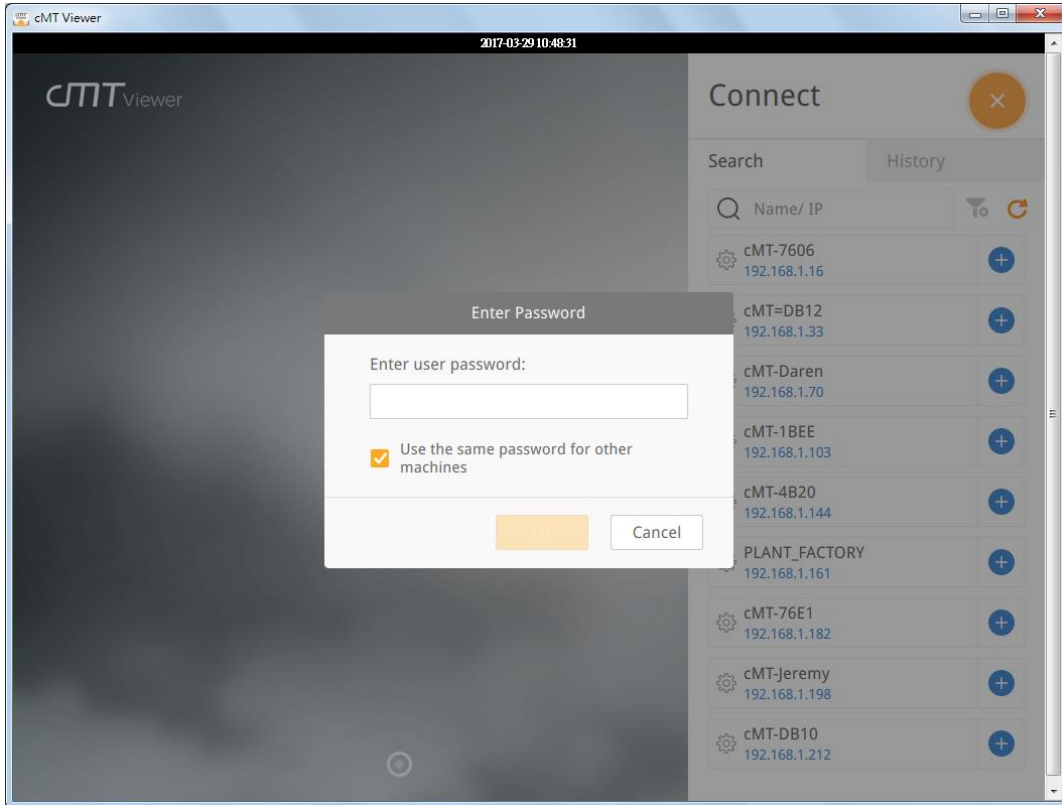 cMT Viewer
2017-03-29 10:48:31
cMT Viewer
Connect
Search
History
Name/ IP
cMT-7606
192.168.1.16
cMT=DB12
192.168.1.33
cMT-Daren
192.168.1.70
cMT-1BEE
192.168.1.103
cMT-4B20
192.168.1.144
PLANT_FACTORY
192.168.1.161
cMT-76E1
192.168.1.182
cMT-Jeremy
192.168.1.198
cMT-DB10
192.168.1.212
Enter Password
Enter user password:
Use the same password for other
machines
Cancel